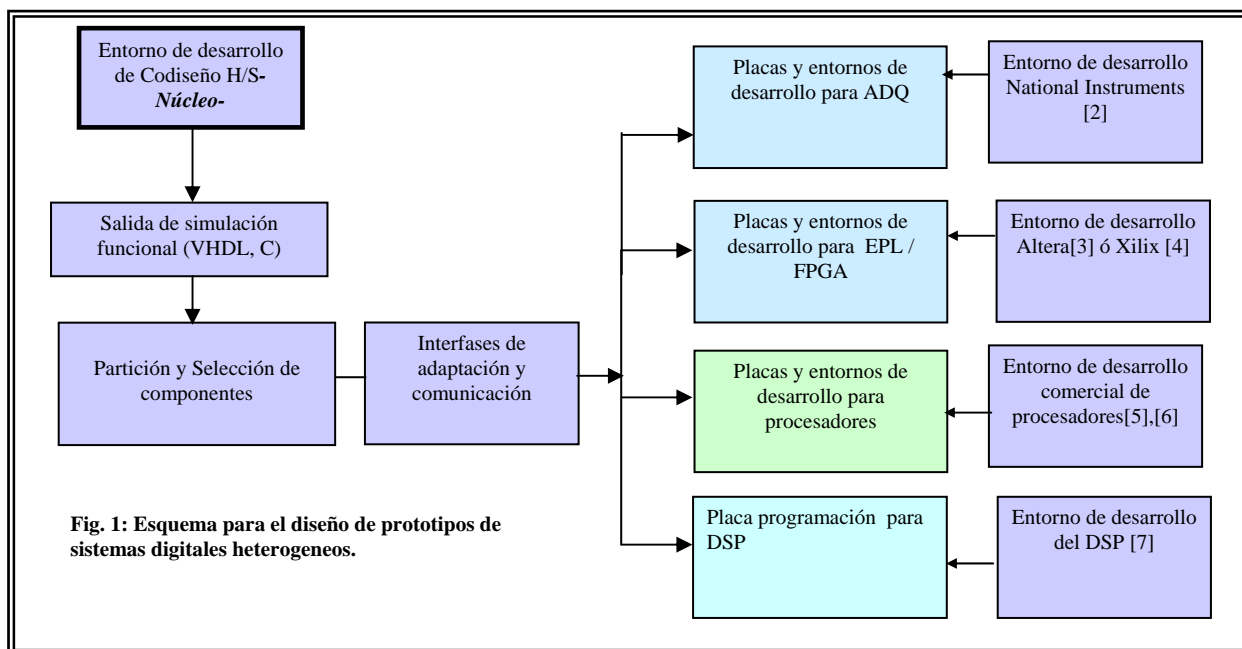 Entorno de desarrollo
de Codiseño H/S-
Núcleo-
Salida de simulación
funcional (VHDL, C)
Partición y Selección de
componentes
Interfases de
adaptación y
comunicación
Placas y entornos de
desarrollo para ADQ
Entorno de desarrollo
National Instruments
[2]
Placas y entornos de
desarrollo para EPL /
FPGA
Entorno de desarrollo
Altera[3] ó Xilix [4]
Placas y entornos de
desarrollo para
procesadores
Entorno de desarrollo
comercial de
procesadores[5],[6]
Placa programación para
DSP
Entorno de desarrollo
del DSP [7]
Fig. 1: Esquema para el diseño de prototipos de
sistemas digitales heterogeneos.